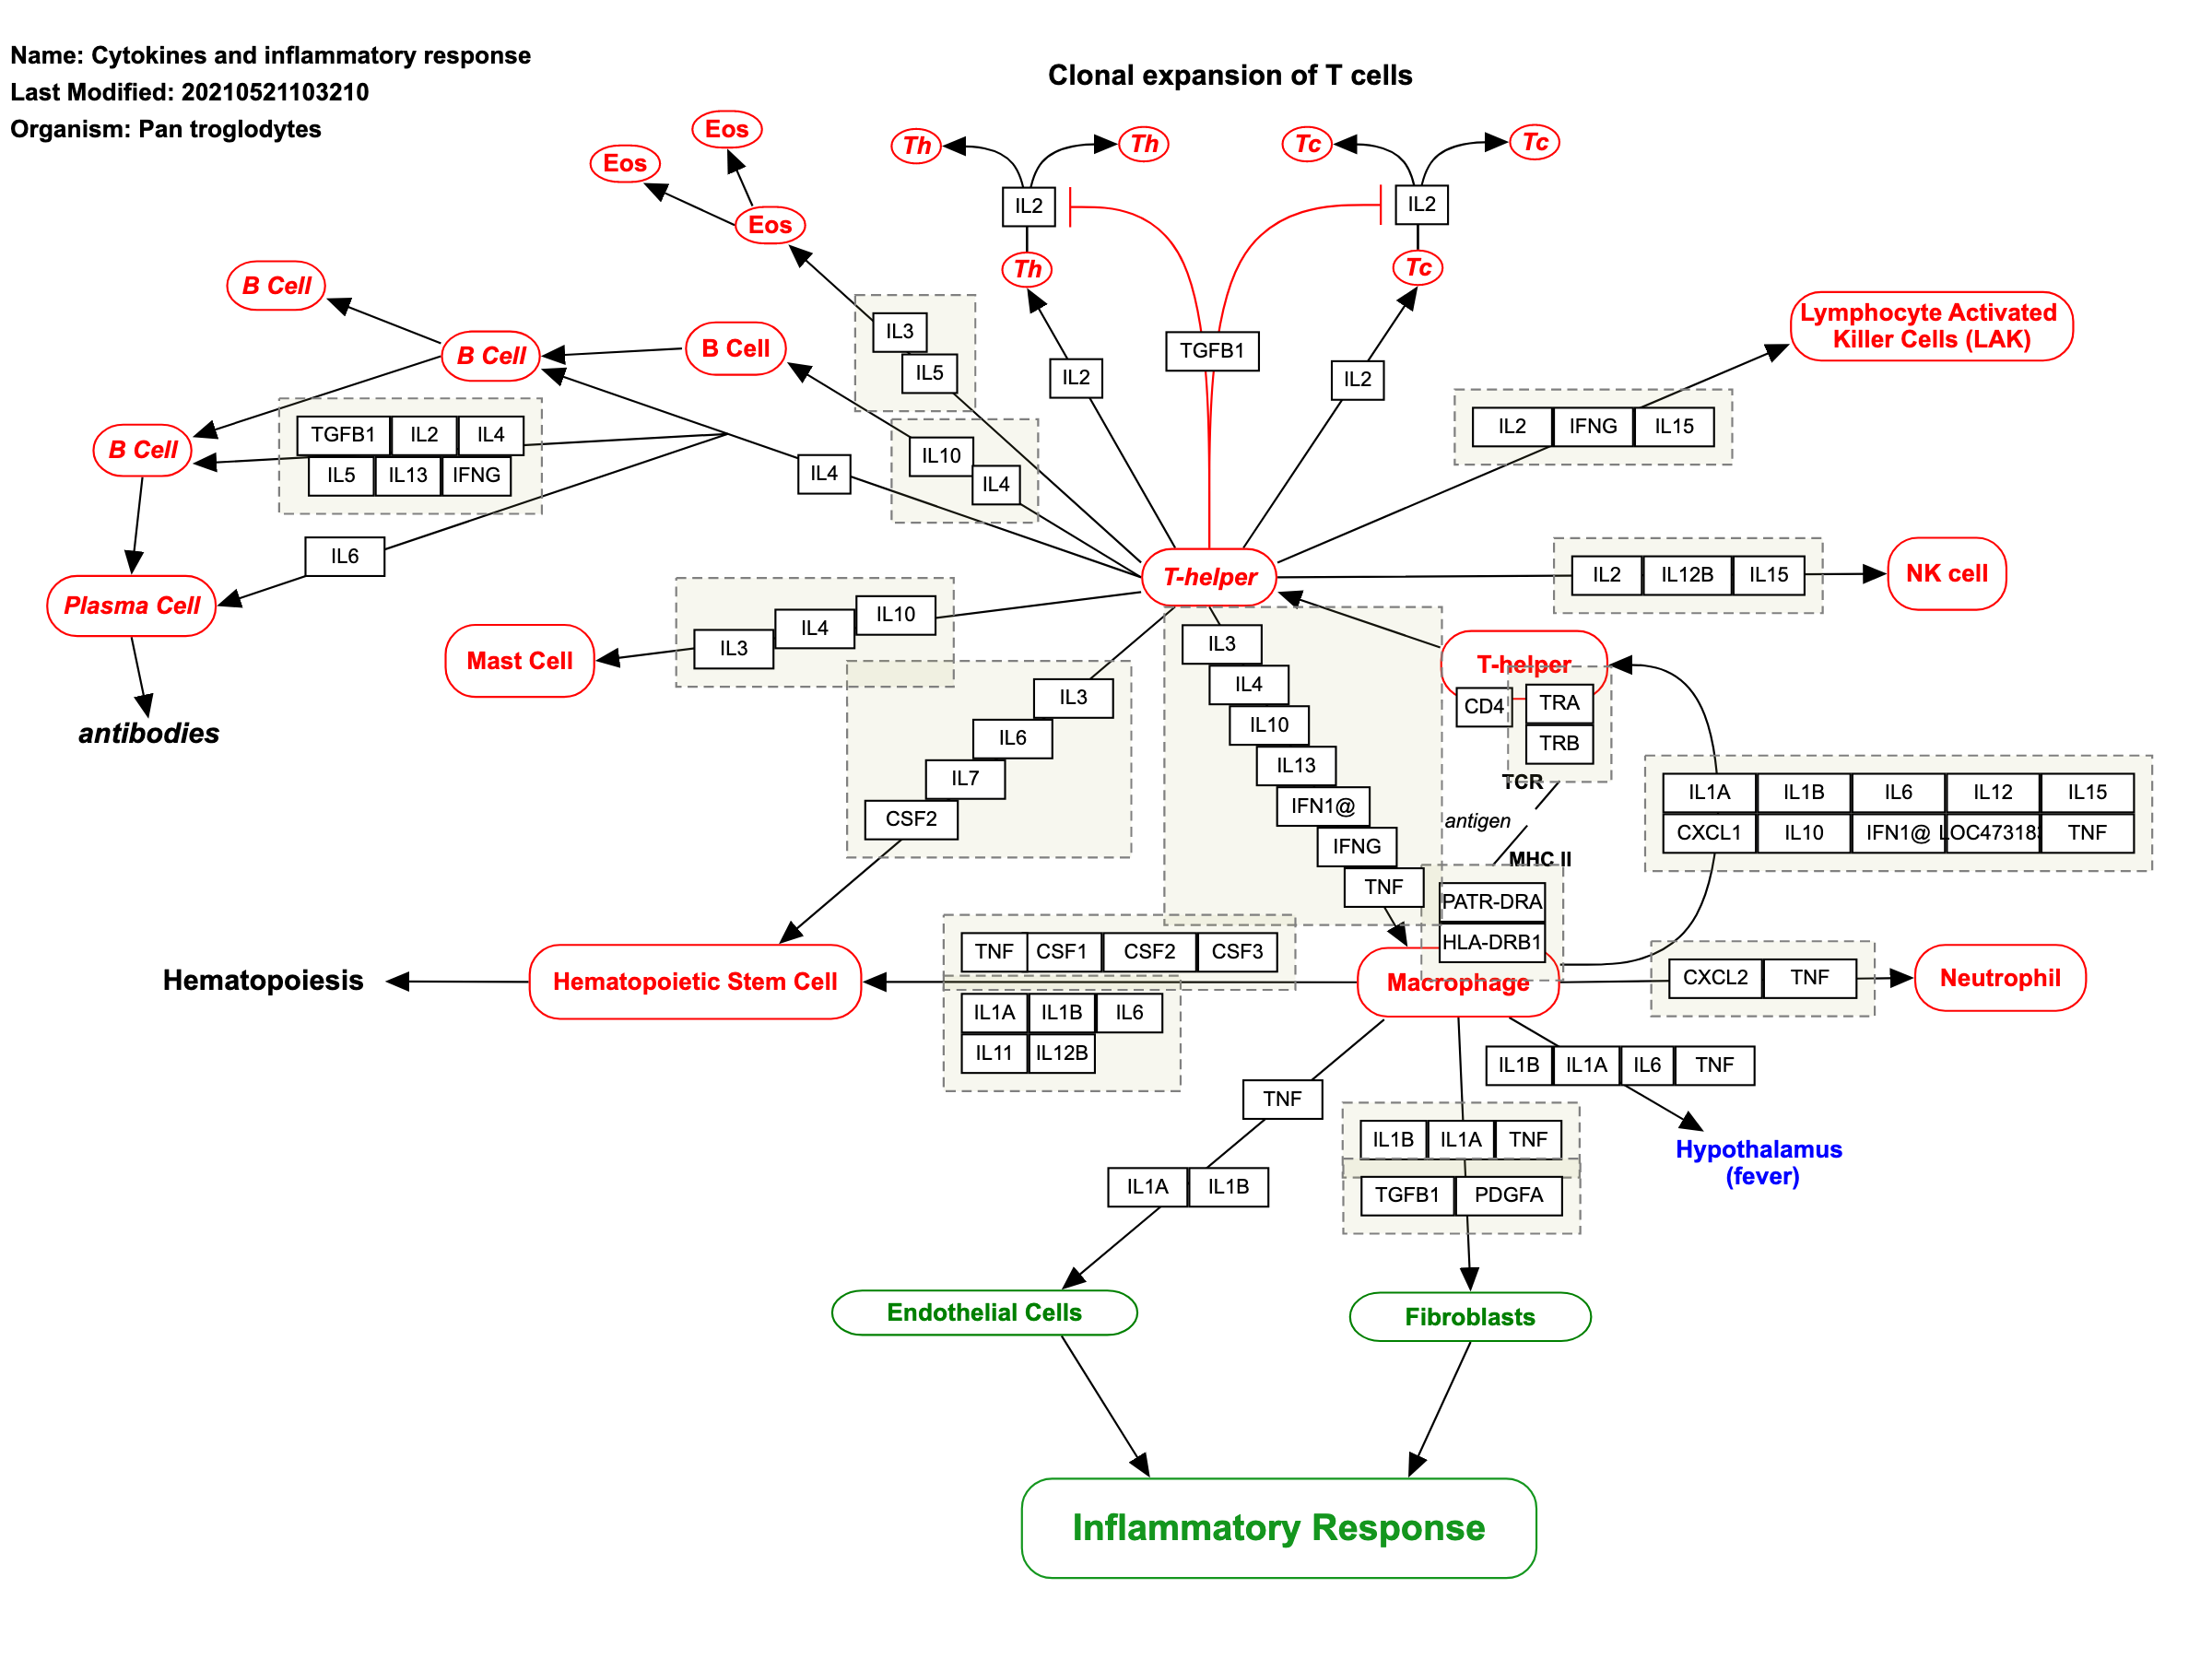 Name: Cytokines and inflammatory response
Last Modified: 20210521103210
Organism: Pan troglodytes
Clonal expansion of T cells
Eos
Eos
Eos
Th
Th
Tc
Tc
IL2
IL2
Th
Tc
B Cell
B Cell
B Cell
B Cell
IL3
IL5
IL2
TGFB1
IL2
Lymphocyte Activated
Killer Cells (LAK)
TGFB1 IL2 IL4
IL5 IL13 IFNG
IL4
IL10
IL4
IL2 IFNG IL15
IL6
Plasma Cell
antibodies
T-helper
IL2 IL12B IL15
NK cell
Mast Cell
IL3
IL4
IL10
IL3
IL6
IL7
CSF2
IL3
IL4
IL10
IL13
IFN1@
IFNG
TNF
T-helper
CD4
TRA
TRB
TCR
antigen
MHC II
PATR-DRA
HLA-DRB1
IL1A IL1B IL6 IL12 IL15
CXCL1 IL10 IFN1@ LOC473183 TNF
Hematopoiesis
Hematopoietic Stem Cell
TNF CSF1 CSF2 CSF3
IL1A IL1B IL6
IL11 IL12B
Macrophage
CXCL2 TNF
Neutrophil
IL1B IL1A IL6 TNF
Hypothalamus
(fever)
TNF
IL1A IL1B
IL1B IL1A TNF
TGFB1 PDGFA
Endothelial Cells
Fibroblasts
Inflammatory Response